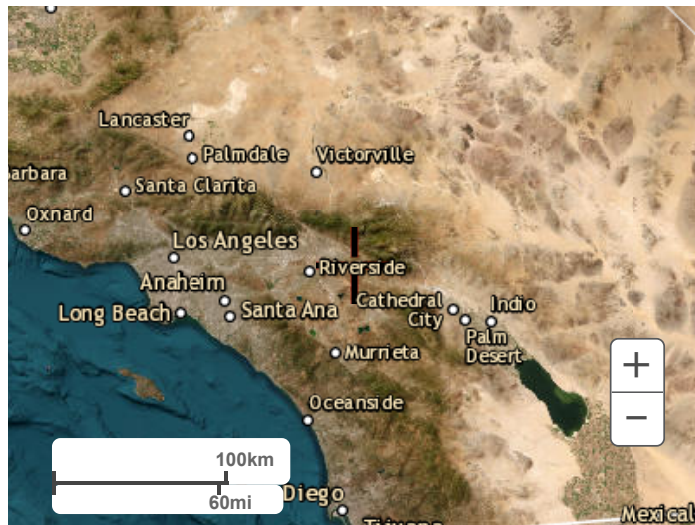 Lancaster
Palmdale
Victorville
arbara
Santa Clarita
Oxnard
Los Angeles
Riverside
Anaheim
Cathedral
City
Indio
Long Beach
Santa Ana
Palm
Desert
Murrieta
+
−
Oceanside
100km
60mi
Diego
Tijuana
Mexical